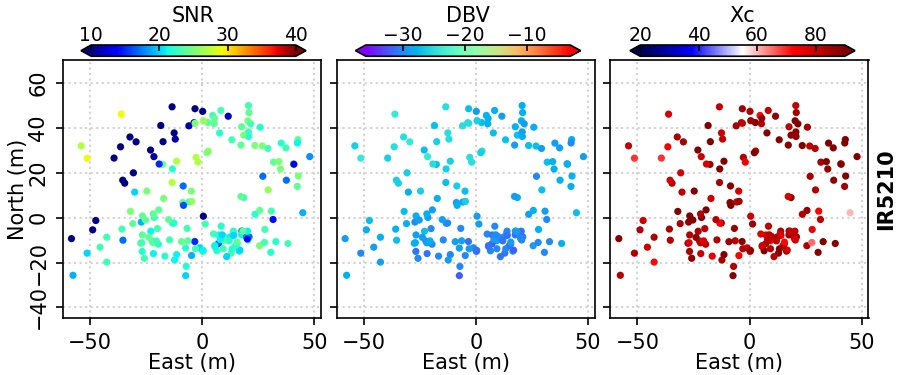 SNR DBV Xc
10 20 30 40 −30 −20 −10 20 40 60 80
60
40
20
0
−20
−40
North (m)
−50 0 50 −50 0 50 −50 0 50
East (m) East (m) East (m)
IR5210